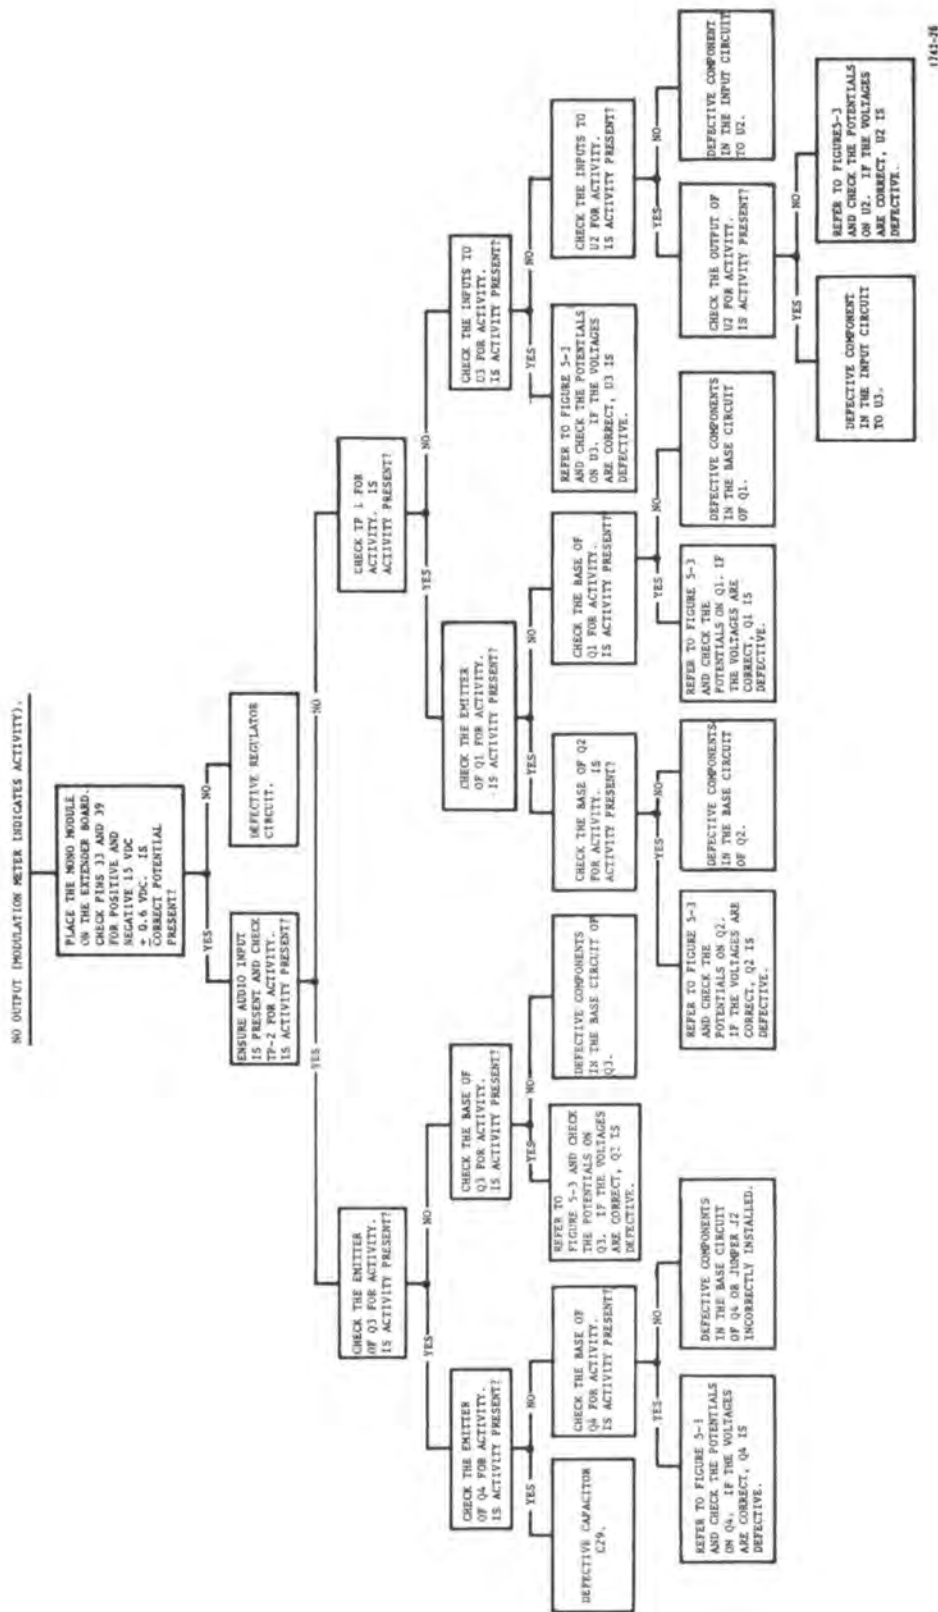 NO OUTPUT (MODULATION METER INDICATES ACTIVITY).
PLACE THE MONO MODULE
ON THE EXTENDER BOARD.
CHECK PINS 33 AND 39
FOR POSITIVE AND
NEGATIVE 15 VDC
± 0.6 VDC. IS
CORRECT POTENTIAL
PRESENT?
YES
NO
ENSURE AUDIO INPUT
IS PRESENT AND CHECK
TP-2 FOR ACTIVITY.
IS ACTIVITY PRESENT?
DEFECTIVE REGULATOR
CIRCUIT.
YES
NO
CHECK THE EMITTER
OF Q3 FOR ACTIVITY.
IS ACTIVITY PRESENT?
CHECK TP 1 FOR
ACTIVITY. IS
ACTIVITY PRESENT?
YES
NO
YES
NO
CHECK THE EMITTER
OF Q4 FOR ACTIVITY.
IS ACTIVITY PRESENT?
CHECK THE BASE OF
Q3 FOR ACTIVITY.
IS ACTIVITY PRESENT?
CHECK THE EMITTER
OF Q1 FOR ACTIVITY.
IS ACTIVITY PRESENT?
CHECK THE INPUTS TO
U3 FOR ACTIVITY.
IS ACTIVITY PRESENT?
YES
NO
YES
NO
YES
NO
YES
NO
DEFECTIVE CAPACITOR
C29.
CHECK THE BASE OF
Q4 FOR ACTIVITY.
IS ACTIVITY PRESENT?
REFER TO
FIGURE 5-3 AND CHECK
THE POTENTIALS ON
Q3. IF THE VOLTAGES
ARE CORRECT, IS
DEFECTIVE.
DEFECTIVE COMPONENTS
IN THE BASE CIRCUIT OF
Q3.
CHECK THE BASE OF Q2
FOR ACTIVITY. IS
ACTIVITY PRESENT?
CHECK THE BASE OF
Q1 FOR ACTIVITY.
IS ACTIVITY PRESENT?
REFER TO FIGURE 5-3
AND CHECK THE POTENTIALS
ON U3. IF THE VOLTAGES
ARE CORRECT, U3 IS
DEFECTIVE.
CHECK THE INPUTS TO
U2 FOR ACTIVITY.
IS ACTIVITY PRESENT?
YES
NO
YES
NO
YES
NO
YES
NO
REFER TO FIGURE
AND CHECK THE POTENTIALS
ON Q4. IF THE VOLTAGES
ARE CORRECT, Q4 IS
DEFECTIVE.
DEFECTIVE COMPONENTS
IN THE BASE CIRCUIT
OF Q4 OR JUMPER J2
INCORRECTLY INSTALLED.
REFER TO FIGURE 5-3
AND CHECK THE
POTENTIALS ON Q2.
IF THE VOLTAGES ARE
CORRECT, Q2 IS
DEFECTIVE.
DEFECTIVE COMPONENTS
IN THE BASE CIRCUIT
OF Q2.
REFER TO FIGURE 5-3
AND CHECK THE
POTENTIALS ON Q1. IF
THE VOLTAGES ARE
CORRECT, Q1 IS
DEFECTIVE.
DEFECTIVE COMPONENTS
IN THE BASE CIRCUIT
OF Q1.
CHECK THE OUTPUT OF
U2 FOR ACTIVITY.
IS ACTIVITY PRESENT?
DEFECTIVE COMPONENT
IN THE INPUT CIRCUIT
TO U2.
YES
NO
DEFECTIVE COMPONENT
IN THE INPUT CIRCUIT
TO U3.
REFER TO FIGURE5-3
AND CHECK THE POTENTIALS
ON U2. IF THE VOLTAGES
ARE CORRECT, U2 IS
DEFECTIVE.